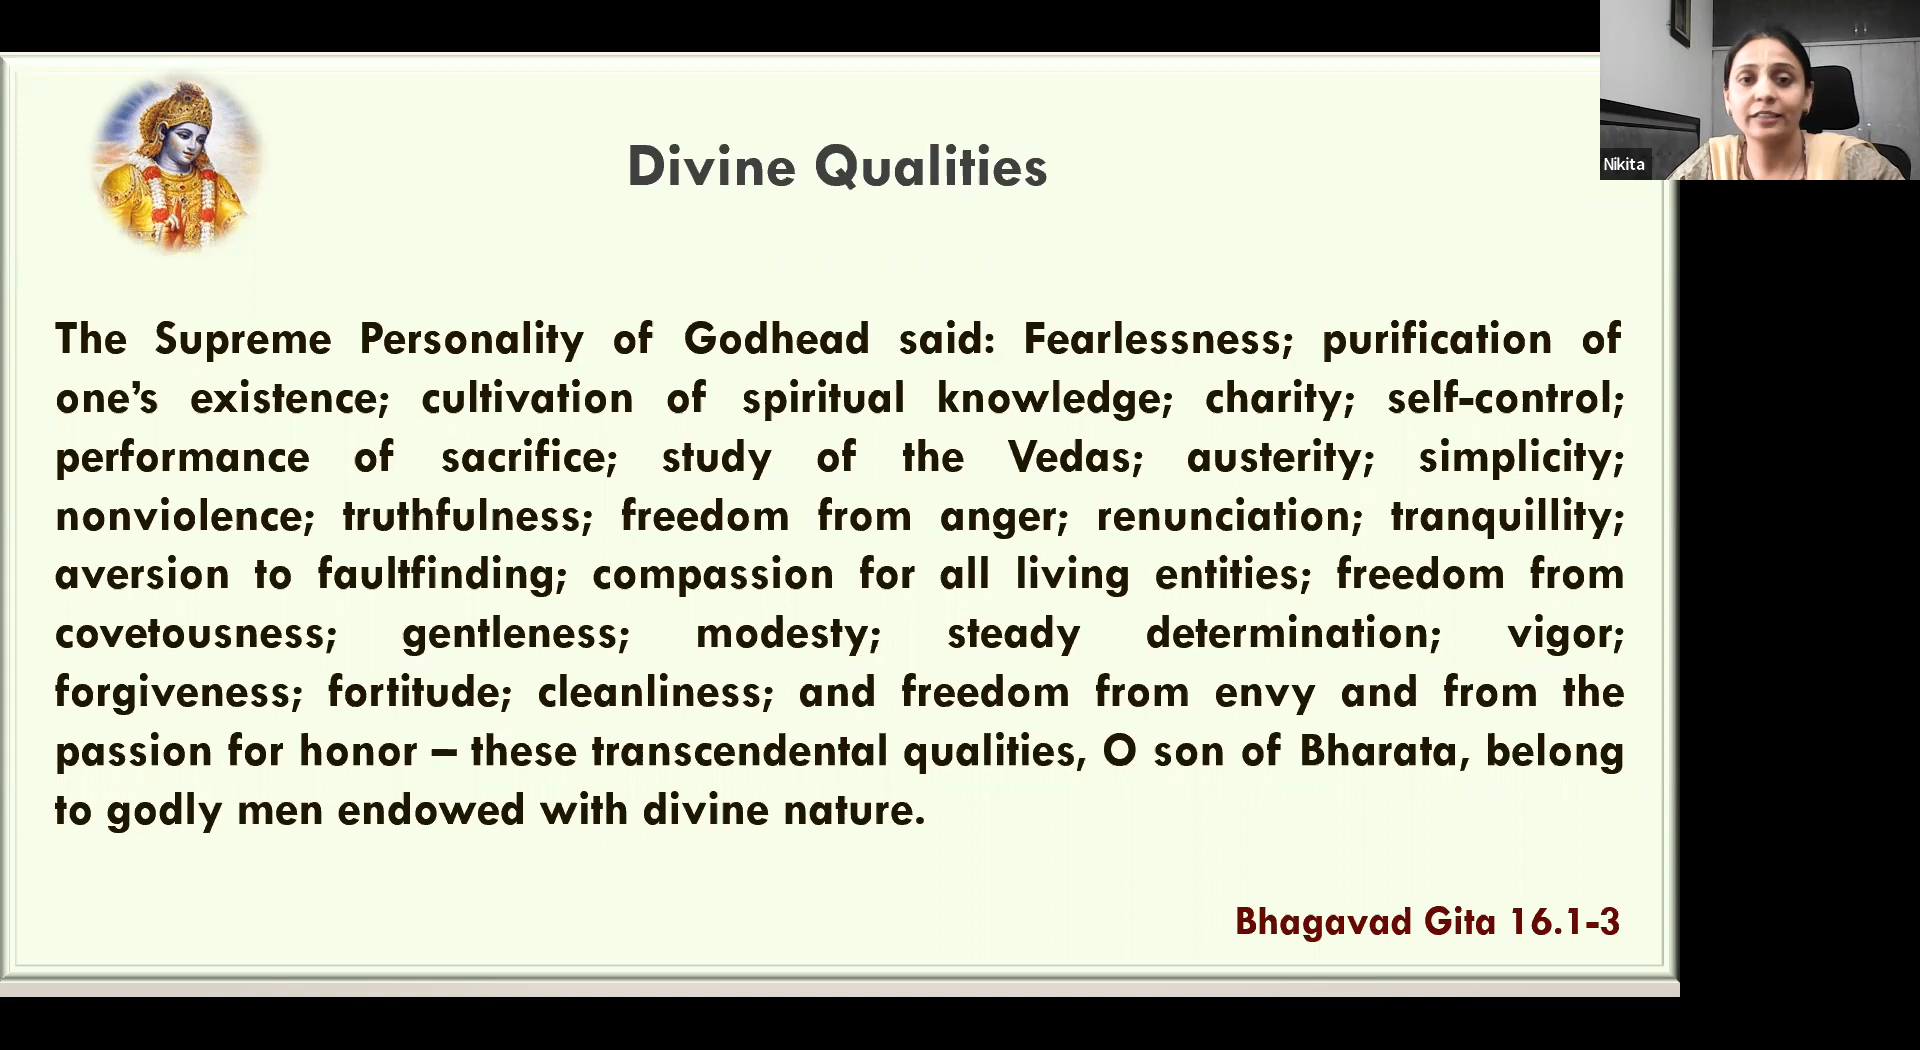 Nikita
Divine Qualities
The Supreme Personality of Godhead said: Fearlessness; purification of
one’s existence; cultivation of spiritual knowledge; charity; self-control;
performance of sacrifice; study of the Vedas; austerity; simplicity;
nonviolence; truthfulness; freedom from anger; renunciation; tranquillity;
aversion to faultfinding; compassion for all living entities; freedom from
covetousness; gentleness; modesty; steady determination; vigor;
forgiveness; fortitude; cleanliness; and freedom from envy and from the
passion for honor – these transcendental qualities, O son of Bharata, belong
to godly men endowed with divine nature.
Bhagavad Gita 16.1-3